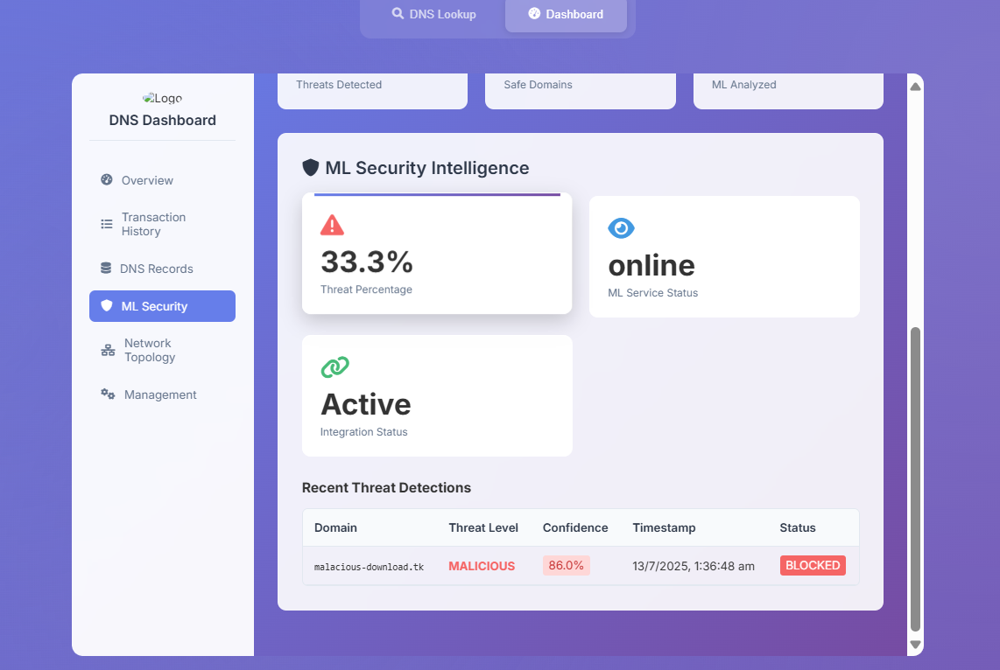 DNS Lookup
Dashboard
Logo
DNS Dashboard
Overview
Transaction
History
DNS Records
ML Security
Network
Topology
Management
Threats Detected
Safe Domains
ML Analyzed
ML Security Intelligence
33.3%
Threat Percentage
online
ML Service Status
Active
Integration Status
Recent Threat Detections
Domain Threat Level Confidence Timestamp Status
malacious-download.tk MALICIOUS 86.0% 13/7/2025, 1:36:48 am BLOCKED